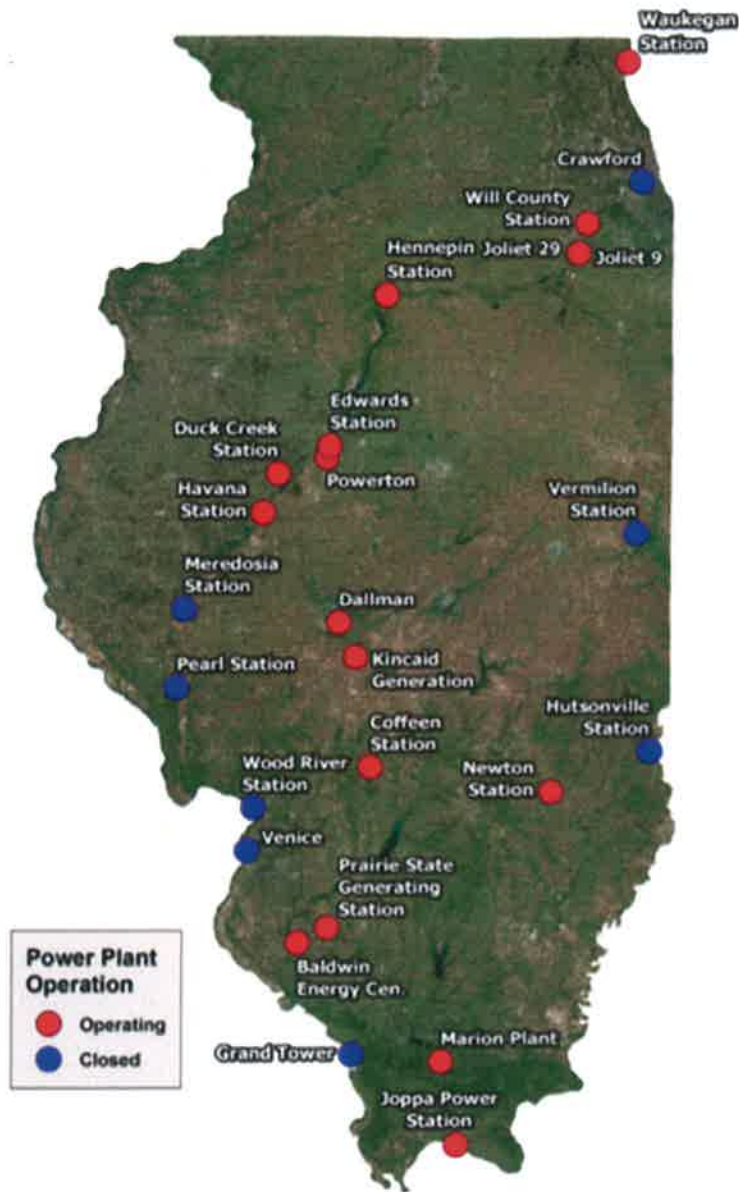 Waukegan
Station
Crawford
Will County
Station
Hennepin
Station
Joliet 29
Joliet 9
Edwards
Station
Duck Creek
Station
Powerton
Havana
Station
Vermilion
Station
Meredosia
Station
Dallman
Pearl Station
Kincaid
Generation
Hutsonville
Station
Coffeen
Station
Wood River
Station
Newton
Station
Venice
Prairie State
Generating
Station
Baldwin
Energy Cen.
Power Plant
Operation
Operating
Closed
Grand Tower
Marion Plant
Joppa Power
Station